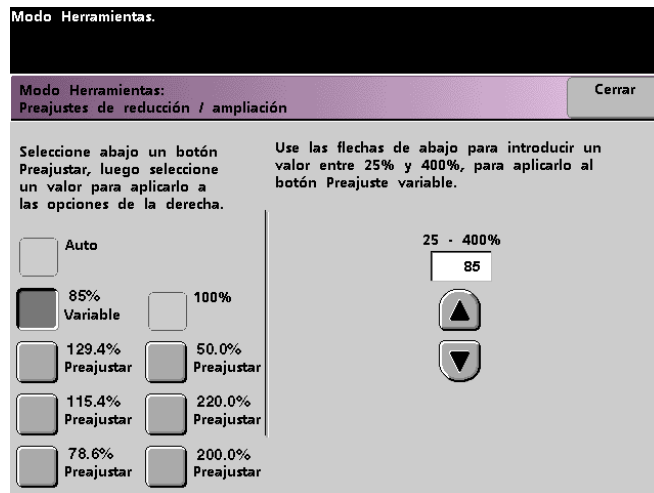 Modo Herramientas.
Modo Herramientas:
Preajustes de reducción / ampliación
Cerrar
Seleccione abajo un botón
Preajustar, luego seleccione
un valor para aplicarlo a
las opciones de la derecha.
Auto
85%
Variable
100%
129.4%
Preajustar
50.0%
Preajustar
115.4%
Preajustar
220.0%
Preajustar
78.6%
Preajustar
200.0%
Preajustar
Use las flechas de abajo para introducir un
valor entre 25% y 400%, para aplicarlo al
botón Preajuste variable.
25 - 400%
85